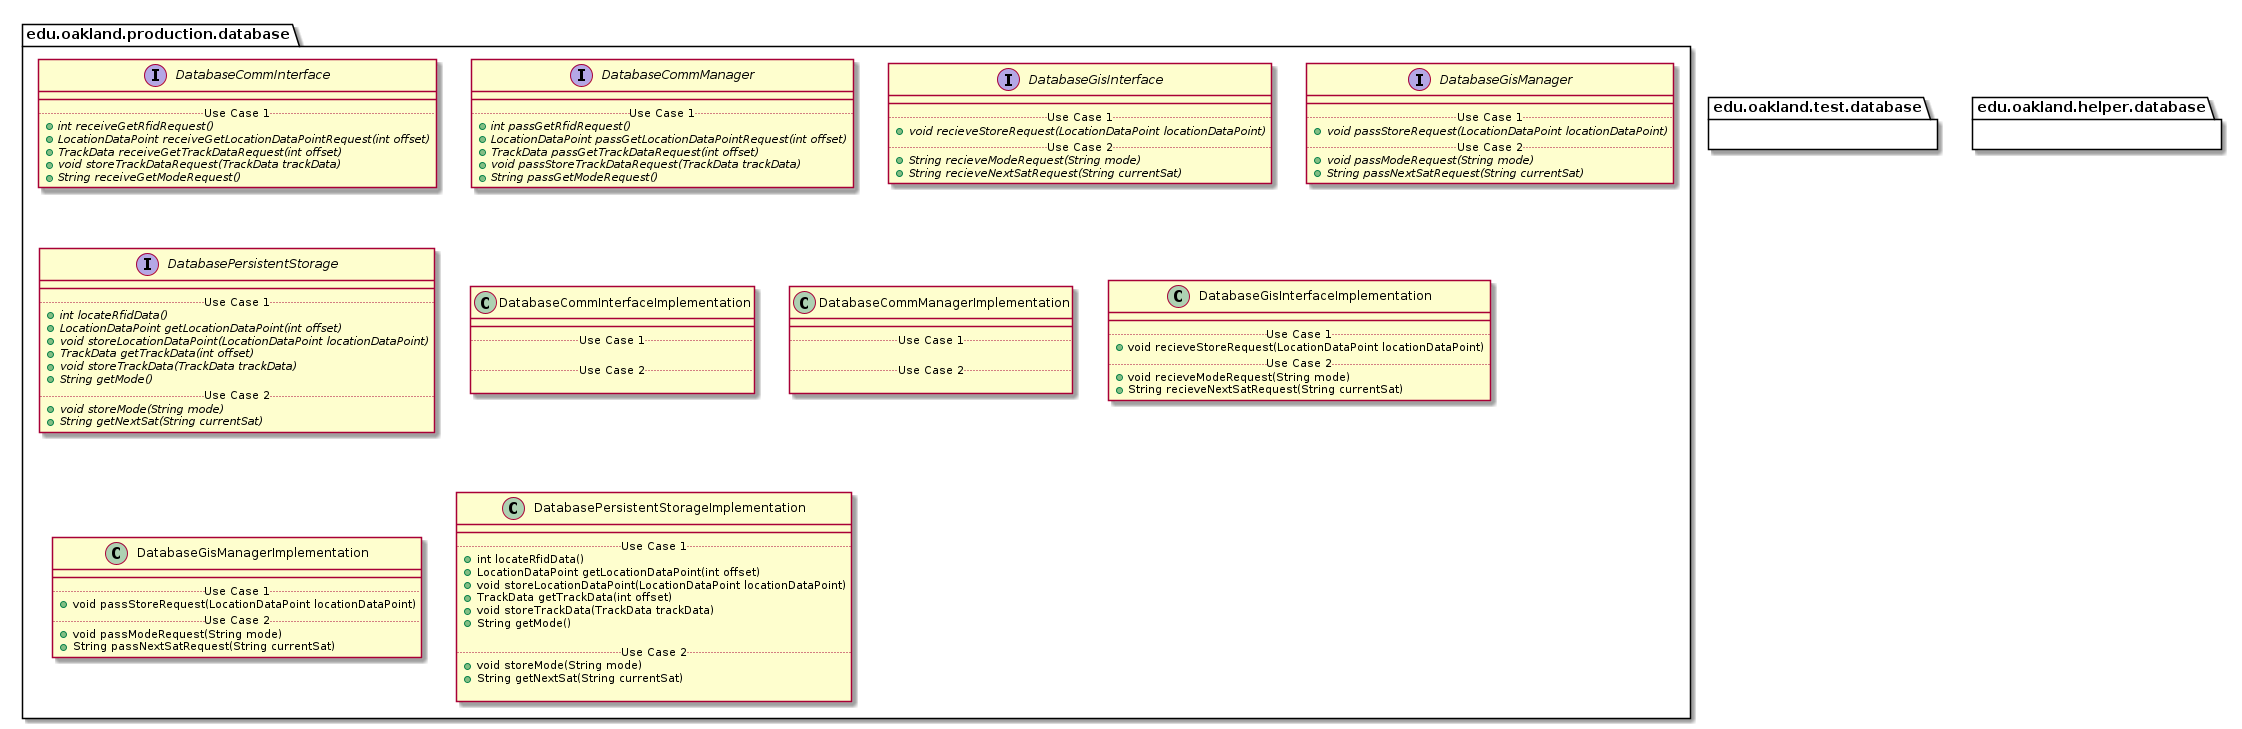 edu.oakland.production.database
I DatabaseCommInterface
Use Case 1
int receiveGetRfidRequest()
LocationDataPoint receiveGetLocationDataPointRequest(int offset)
TrackData receiveGetTrackDataRequest(int offset)
void storeTrackDataRequest(TrackData trackData)
String receiveGetModeRequest()
I DatabaseCommManager
Use Case 1
int passGetRfidRequest()
LocationDataPoint passGetLocationDataPointRequest(int offset)
TrackData passGetTrackDataRequest(int offset)
void passStoreTrackDataRequest(TrackData trackData)
String passGetModeRequest()
I DatabaseGisInterface
Use Case 1
void recieveStoreRequest(LocationDataPoint locationDataPoint)
Use Case 2
String recieveModeRequest(String mode)
String recieveNextSatRequest(String currentSat)
I DatabaseGisManager
Use Case 1
void passStoreRequest(LocationDataPoint locationDataPoint)
Use Case 2
void passModeRequest(String mode)
String passNextSatRequest(String currentSat)
edu.oakland.test.database
edu.oakland.helper.database
I DatabasePersistentStorage
Use Case 1
int locateRfidData()
LocationDataPoint getLocationDataPoint(int offset)
void storeLocationDataPoint(LocationDataPoint locationDataPoint)
TrackData getTrackData(int offset)
void storeTrackData(TrackData trackData)
String getMode()
Use Case 2
void storeMode(String mode)
String getNextSat(String currentSat)
C DatabaseCommInterfaceImplementation
Use Case 1
Use Case 2
C DatabaseCommManagerImplementation
Use Case 1
Use Case 2
C DatabaseGisInterfaceImplementation
Use Case 1
void recieveStoreRequest(LocationDataPoint locationDataPoint)
Use Case 2
void recieveModeRequest(String mode)
String recieveNextSatRequest(String currentSat)
C DatabaseGisManagerImplementation
Use Case 1
void passStoreRequest(LocationDataPoint locationDataPoint)
Use Case 2
void passModeRequest(String mode)
String passNextSatRequest(String currentSat)
C DatabasePersistentStorageImplementation
Use Case 1
int locateRfidData()
LocationDataPoint getLocationDataPoint(int offset)
void storeLocationDataPoint(LocationDataPoint locationDataPoint)
TrackData getTrackData(int offset)
void storeTrackData(TrackData trackData)
String getMode()
Use Case 2
void storeMode(String mode)
String getNextSat(String currentSat)